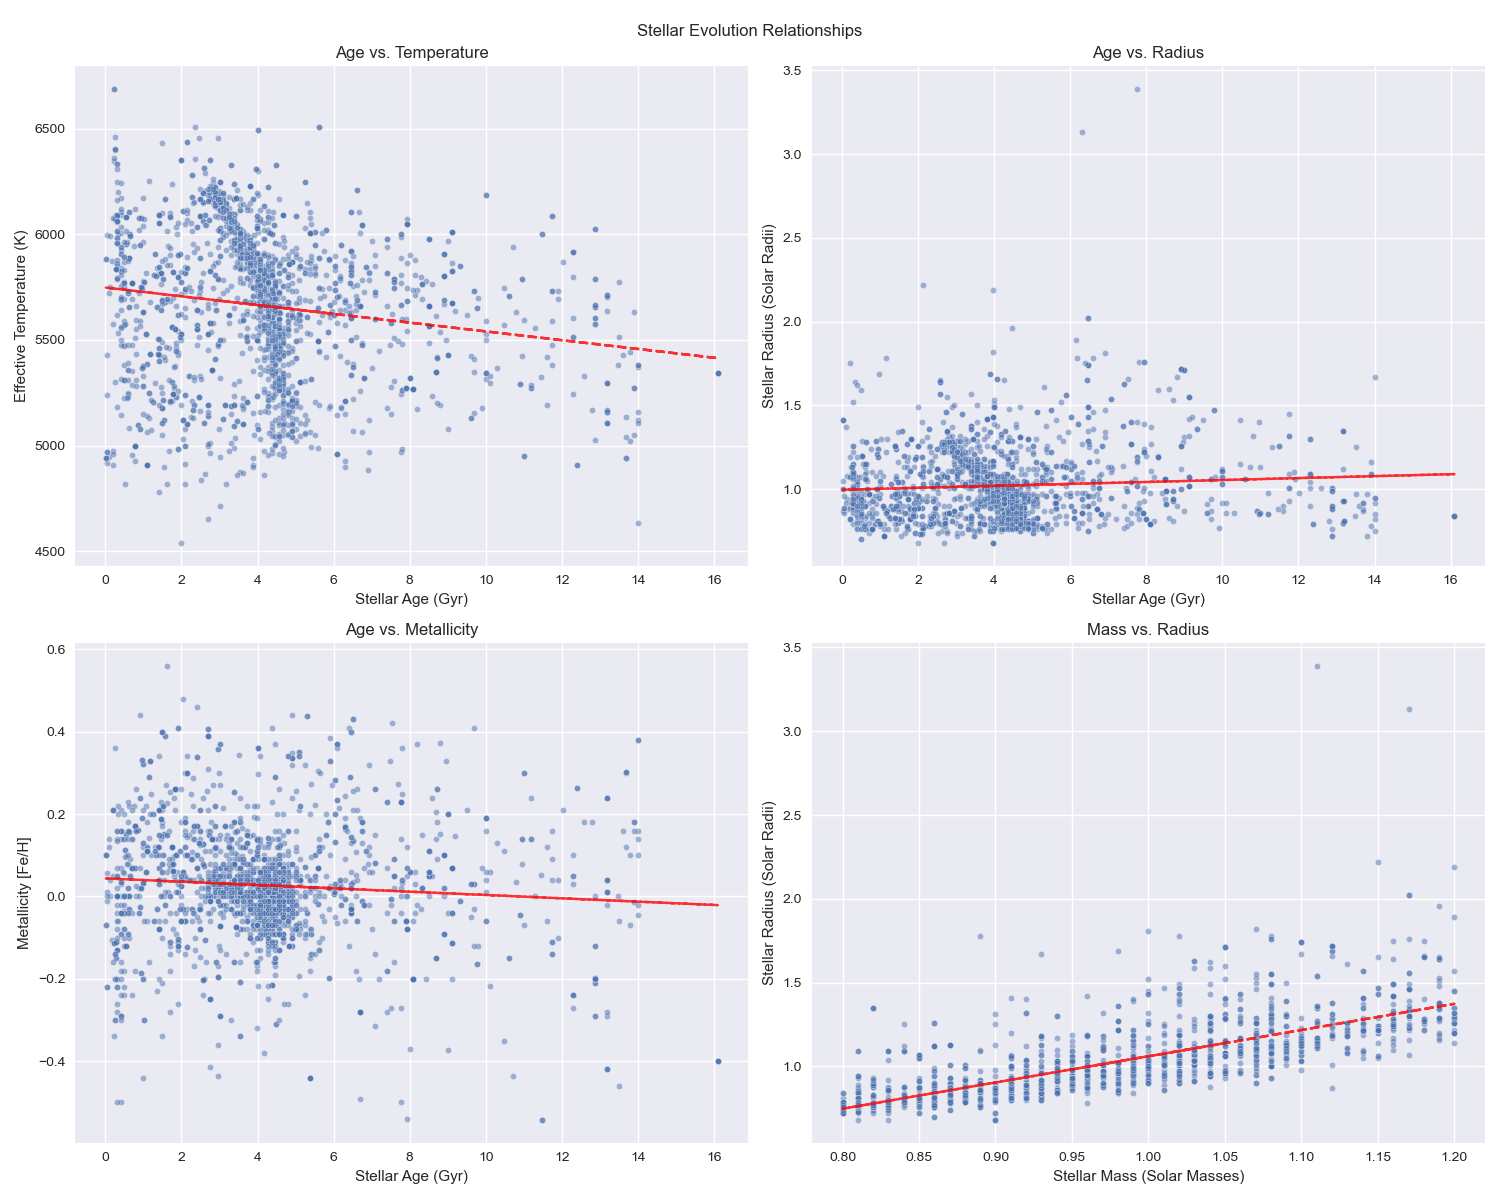 Stellar Evolution Relationships
Age vs. Temperature
Effective Temperature (K)
6500
6000
5500
5000
4500
0 2 4 6 8 10 12 14 16
Stellar Age (Gyr)
Age vs. Radius
Stellar Radius (Solar Radii)
3.5
3.0
2.5
2.0
1.5
1.0
0 2 4 6 8 10 12 14 16
Stellar Age (Gyr)
Age vs. Metallicity
Metallicity [Fe/H]
0.6
0.4
0.2
0.0
−0.2
−0.4
0 2 4 6 8 10 12 14 16
Stellar Age (Gyr)
Mass vs. Radius
Stellar Radius (Solar Radii)
3.5
3.0
2.5
2.0
1.5
1.0
0.80 0.85 0.90 0.95 1.00 1.05 1.10 1.15 1.20
Stellar Mass (Solar Masses)